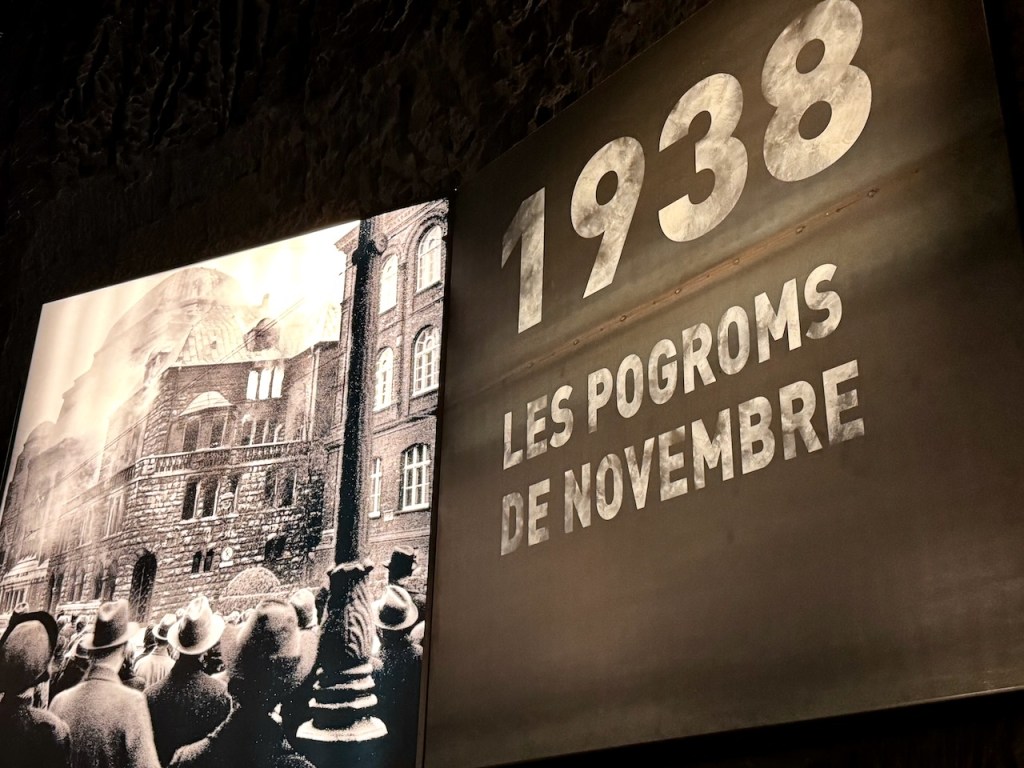 1938
LES POGROMS
DE NOVEMBRE